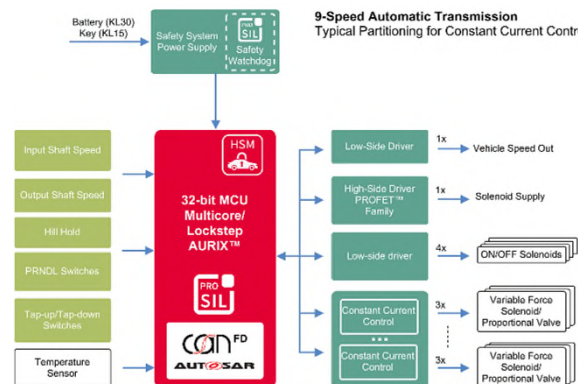 9-Speed Automatic Transmission
Typical Partitioning for Constant Current Contr
Battery (KL30)
Key (KL15)
Safety System
Power Supply
PRO
SIL
Safety
Watchdog
Input Shaft Speed
Output Shaft Speed
Hill Hold
PRNDL Switches
Tap-up/Tap-down
Switches
Temperature
Sensor
HSM
32-bit MCU
Multicore/
Lockstep
AURIX™
PRO
SIL
CAN FD
AUTOSAR
Low-Side Driver
1x
Vehicle Speed Out
High-Side Driver
PROFET™
Family
1x
Solenoid Supply
Low-side driver
4x
ON/OFF Solenoids
Constant Current
Control
3x
Variable Force
Solenoid/
Proportional Valve
Constant Current
Control
3x
Variable Force
Solenoid/
Proportional Valve